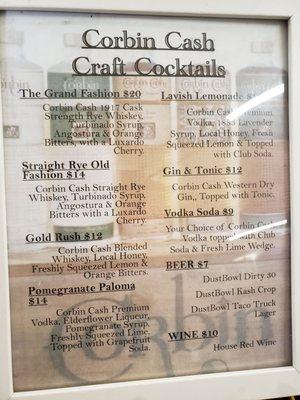 Corbin Cash
Craft Cocktails
The Grand Fashion $20
Corbin Cash 1917 Cask
Strength Rye Whiskey,
Turbinado Syrup,
Angostura & Orange
Bitters, with a Luxardo
Cherry.
Straight Rye Old
Fashion $14
Corbin Cash Straight Rye
Whiskey, Turbinado Syrup,
Angostura & Orange
Bitters with a Luxardo
Cherry.
Gold Rush $12
Corbin Cash Blended
Whiskey, Local Honey,
Freshly Squeezed Lemon &
Orange Bitters.
Pomegranate Paloma
$14
Corbin Cash Premium
Vodka, Elderflower Liqueur,
Pomegranate Syrup,
Freshly Squeezed Lime,
Topped with Grapefruit
Soda.
Lavish Lemonade
Corbin Cash Premium
Vodka, 1883 Lavender
Syrup, Local Honey, Fresh
Squeezed Lemon & Topped
with Club Soda.
Gin & Tonic $12
Corbin Cash Western Dry
Gin., Topped with Tonic.
Vodka Soda $9
Your Choice of Corbin Cash
Vodka topped with Club
Soda & Fresh Lime Wedge.
BEER $7
DustBowl Dirty 30
DustBowl Kash Crop
DustBowl Taco Truck
Lager
WINE $10
House Red Wine